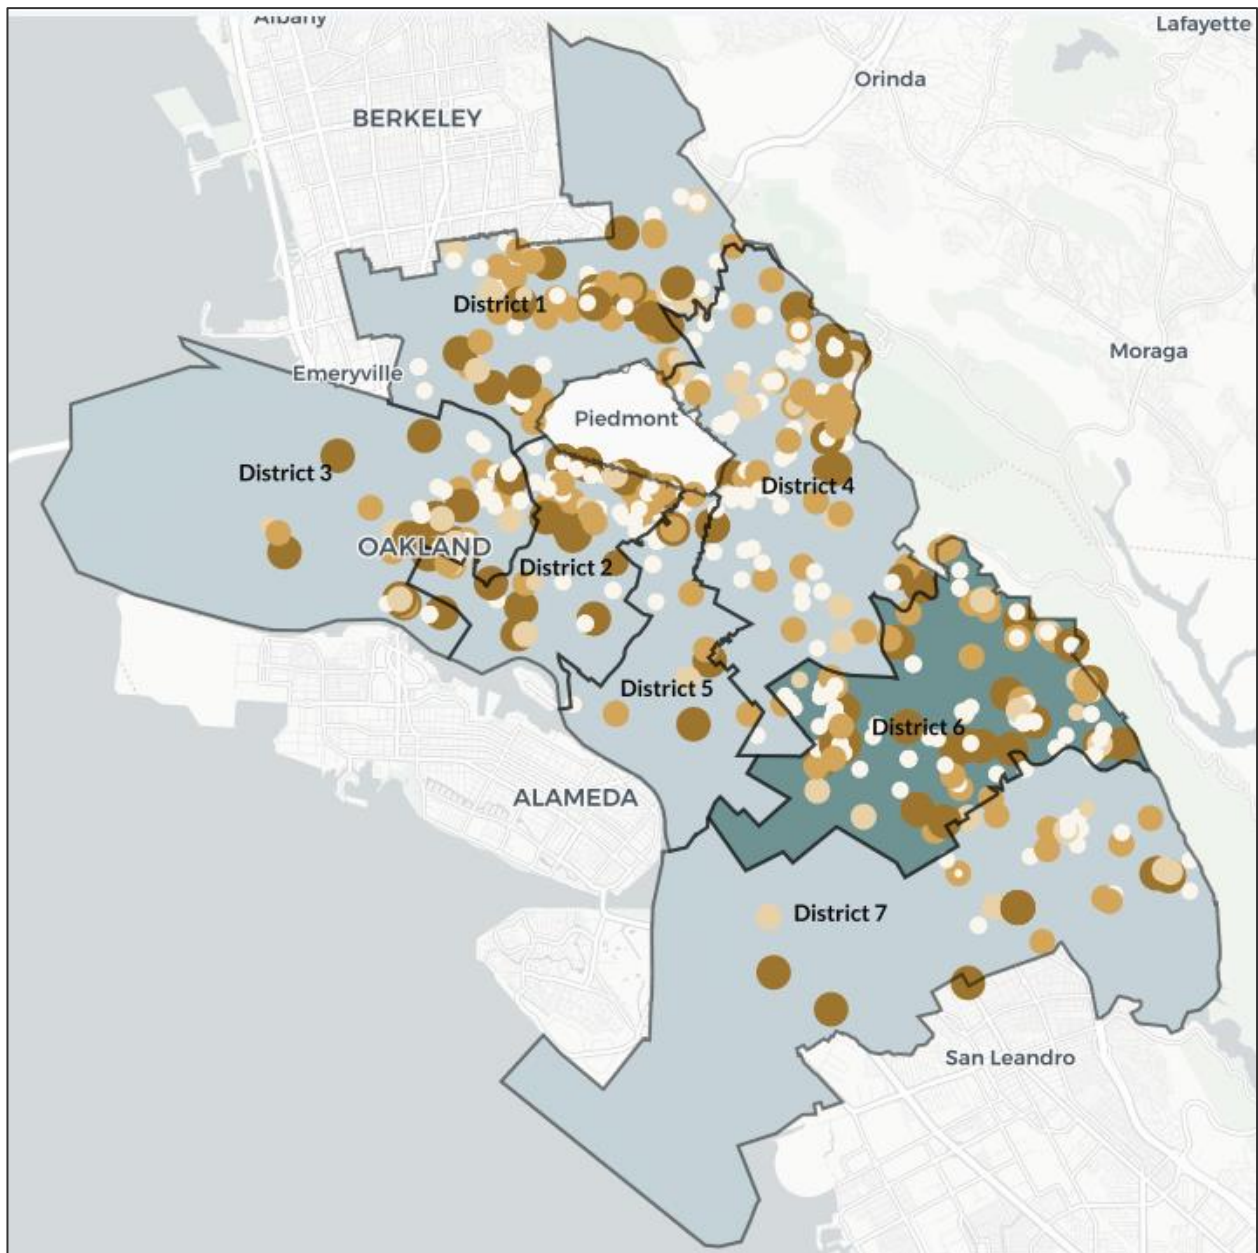 Albany
Lafayette
Orinda
BERKELEY
District 1
Moraga
Emeryville
Piedmont
District 3
District 4
OAKLAND
District 2
District 5
District 6
ALAMEDA
District 7
San Leandro